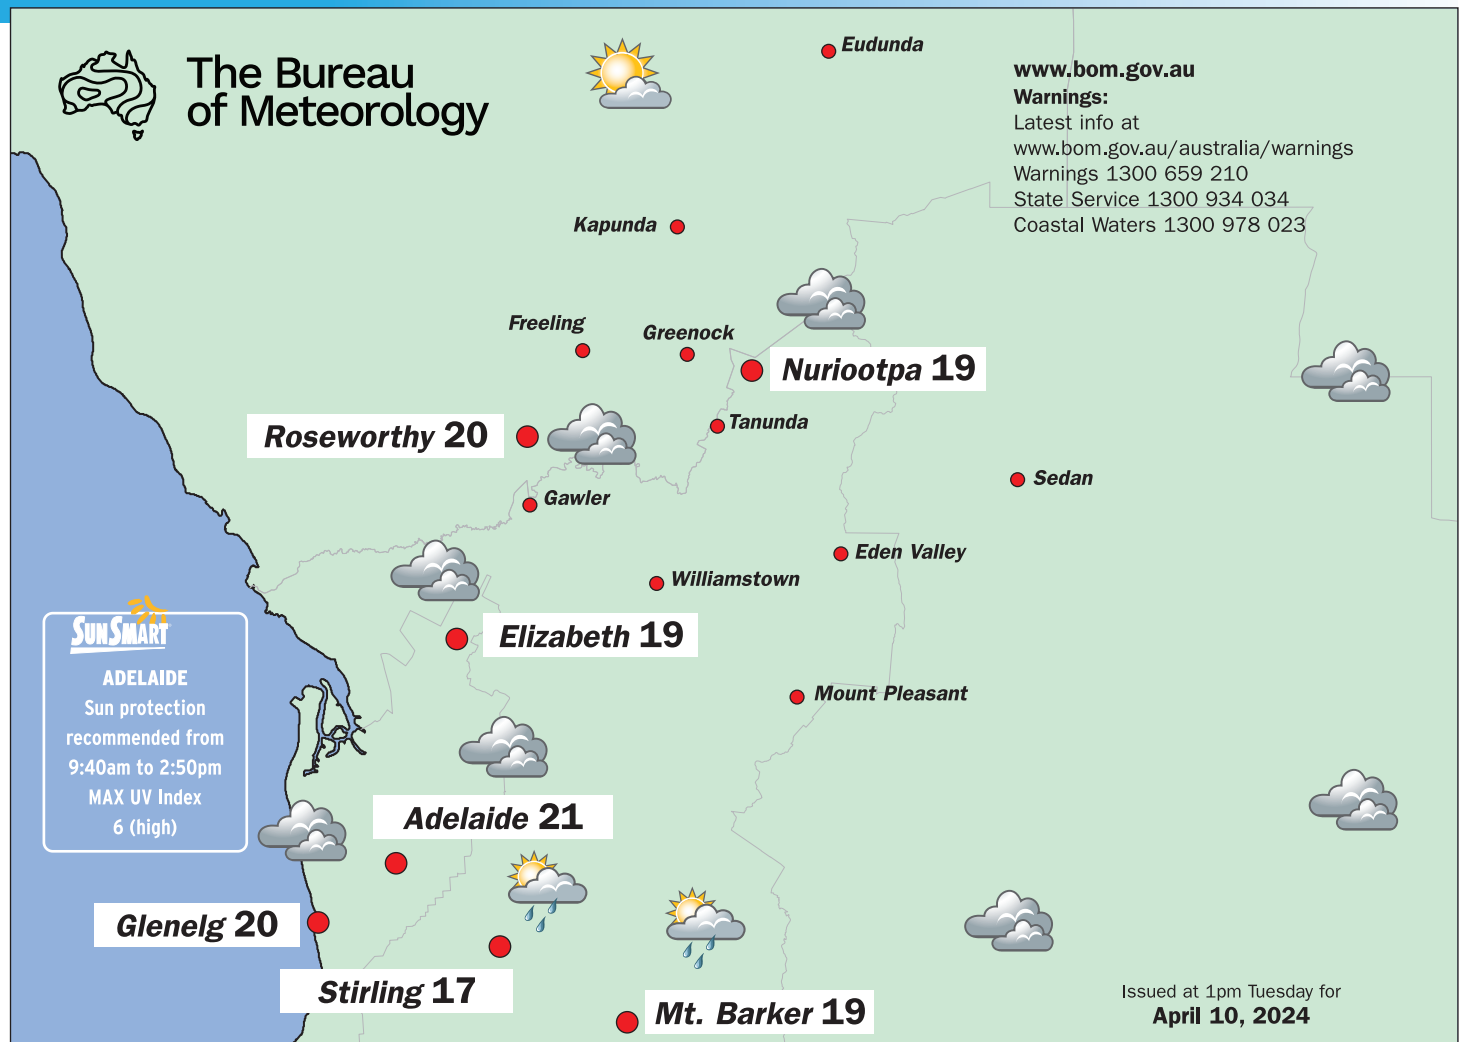 The Bureau
of Meteorology
Eudunda
www.bom.gov.au
Warnings:
Latest info at
www.bom.gov.au/australia/warnings
Warnings 1300 659 210
State Service 1300 934 034
Coastal Waters 1300 978 023
Kapunda
Freeling
Greenock
Nuriootpa 19
Roseworthy 20
Tanunda
Sedan
Gawler
Eden Valley
Williamstown
Elizabeth 19
SUNSMART
ADELAIDE
Sun protection
recommended from
9:40am to 2:50pm
MAX UV Index
6 (high)
Mount Pleasant
Adelaide 21
Glenelg 20
Stirling 17
Mt. Barker 19
Issued at 1pm Tuesday for
April 10, 2024